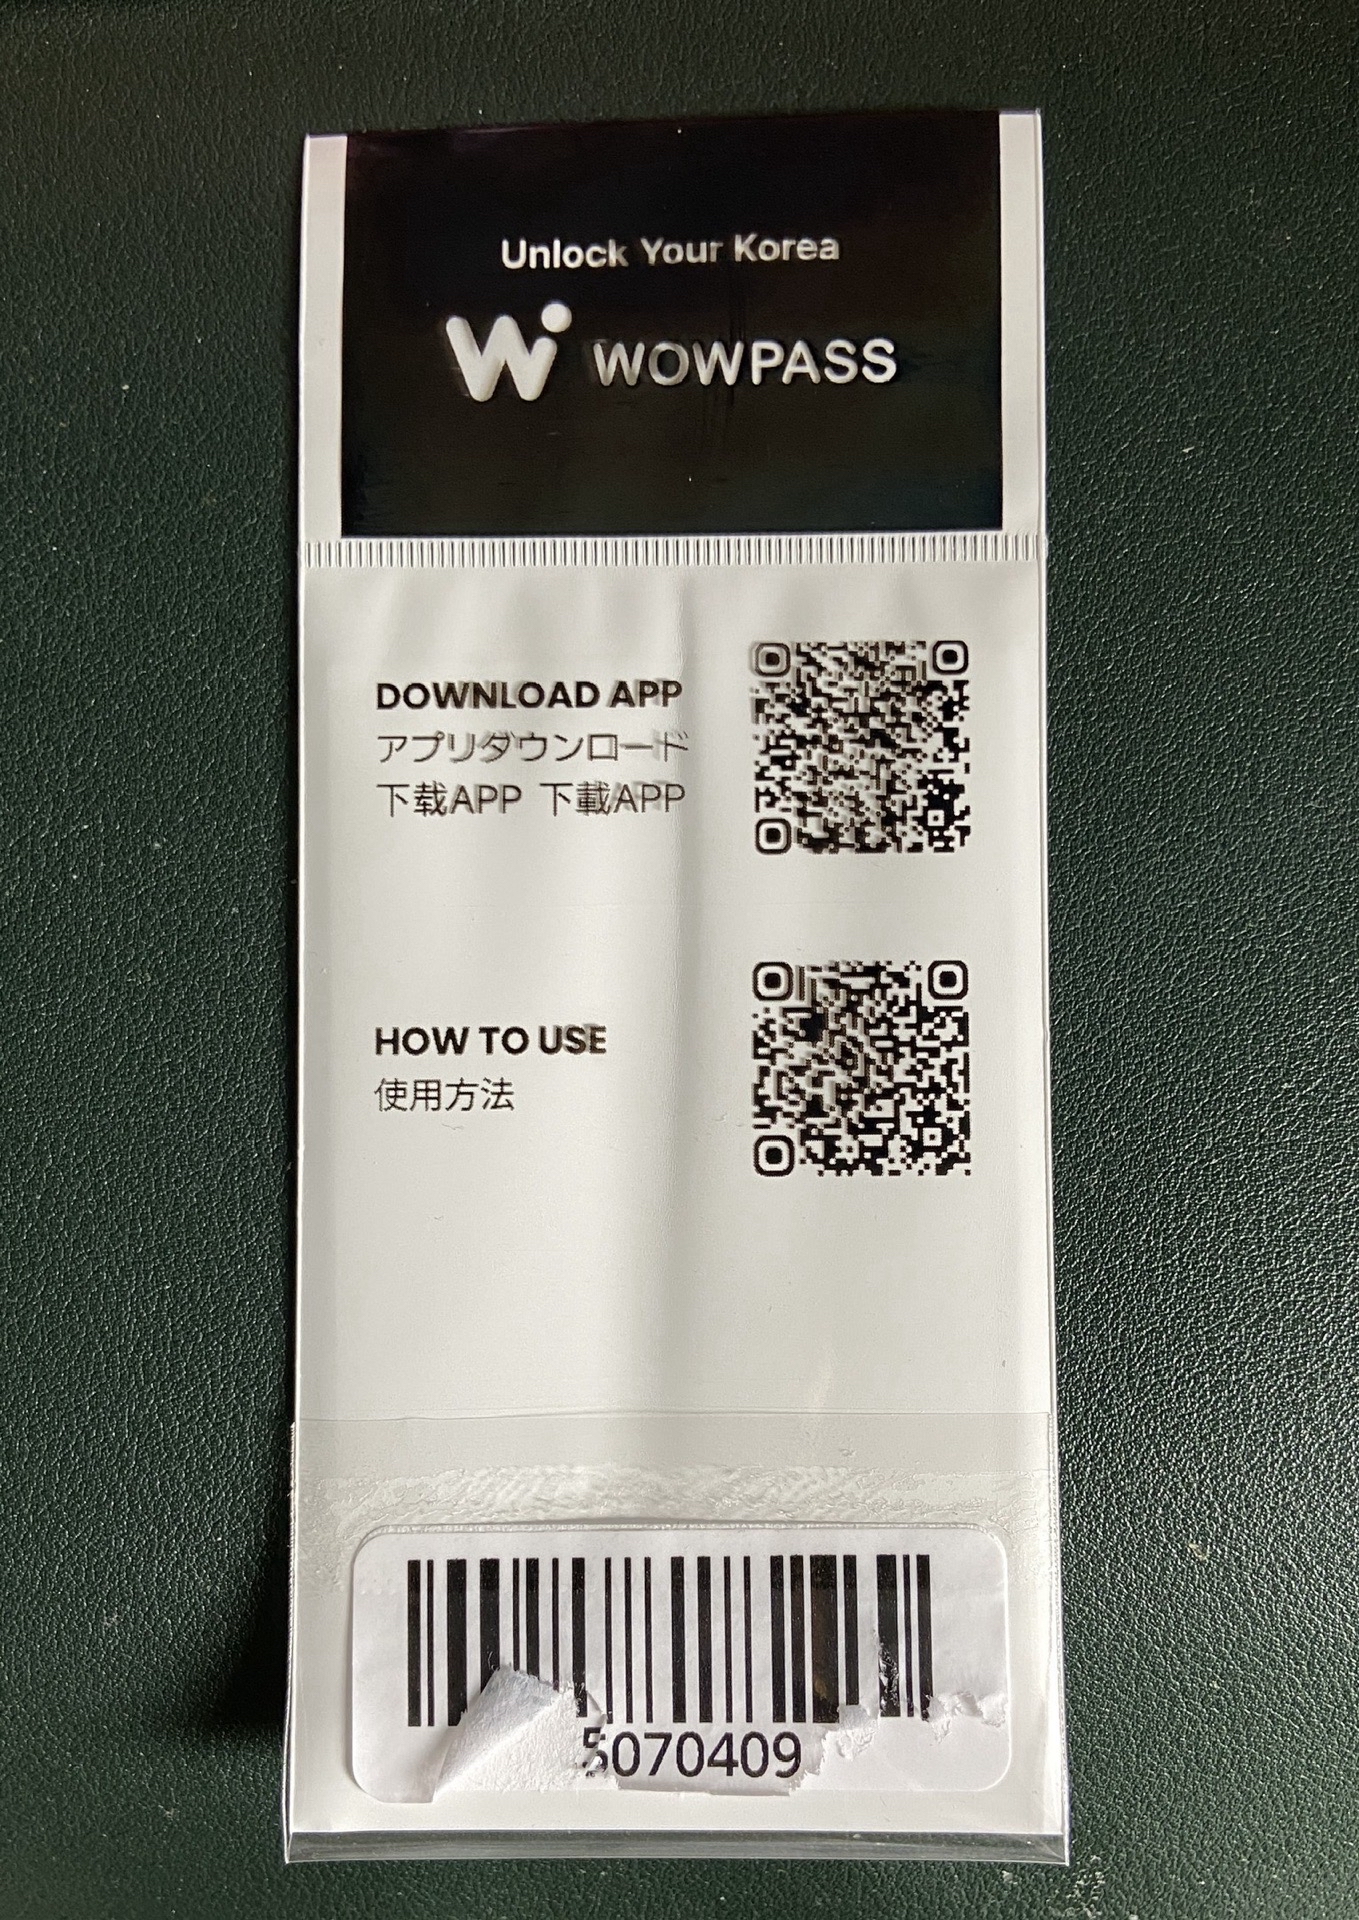 Unlock Your Korea
WOWPASS
DOWNLOAD APP
アプリダウンロード
下载APP 下載APP
HOW TO USE
使用方法
5070409